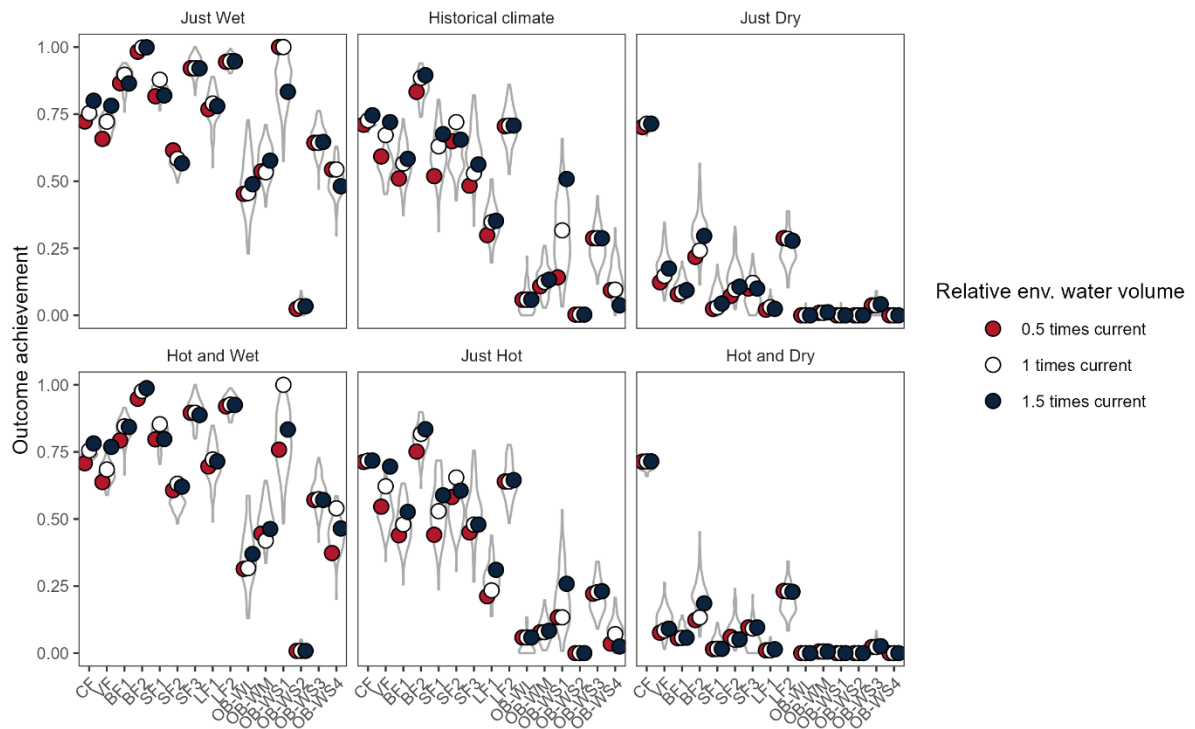 Just Wet
Historical climate
Just Dry
1.00
0.75
0.50
0.25
0.00
Outcome achievement
Hot and Wet
Just Hot
Hot and Dry
1.00
0.75
0.50
0.25
0.00
Relative env. water volume
0.5 times current
1 times current
1.5 times current
CF
VF
BF1
BF2
SF1
SF2
SF3
LF1
LF2
OB-WL
OB-WM
OB-WS1
OB-WS2
OB-WS3
OB-WS4
CF
VF
BF1
BF2
SF1
SF2
SF3
LF1
LF2
OB-WL
OB-WM
OB-WS1
OB-WS2
OB-WS3
OB-WS4
CF
VF
BF1
BF2
SF1
SF2
SF3
LF1
LF2
OB-WL
OB-WM
OB-WS1
OB-WS2
OB-WS3
OB-WS4